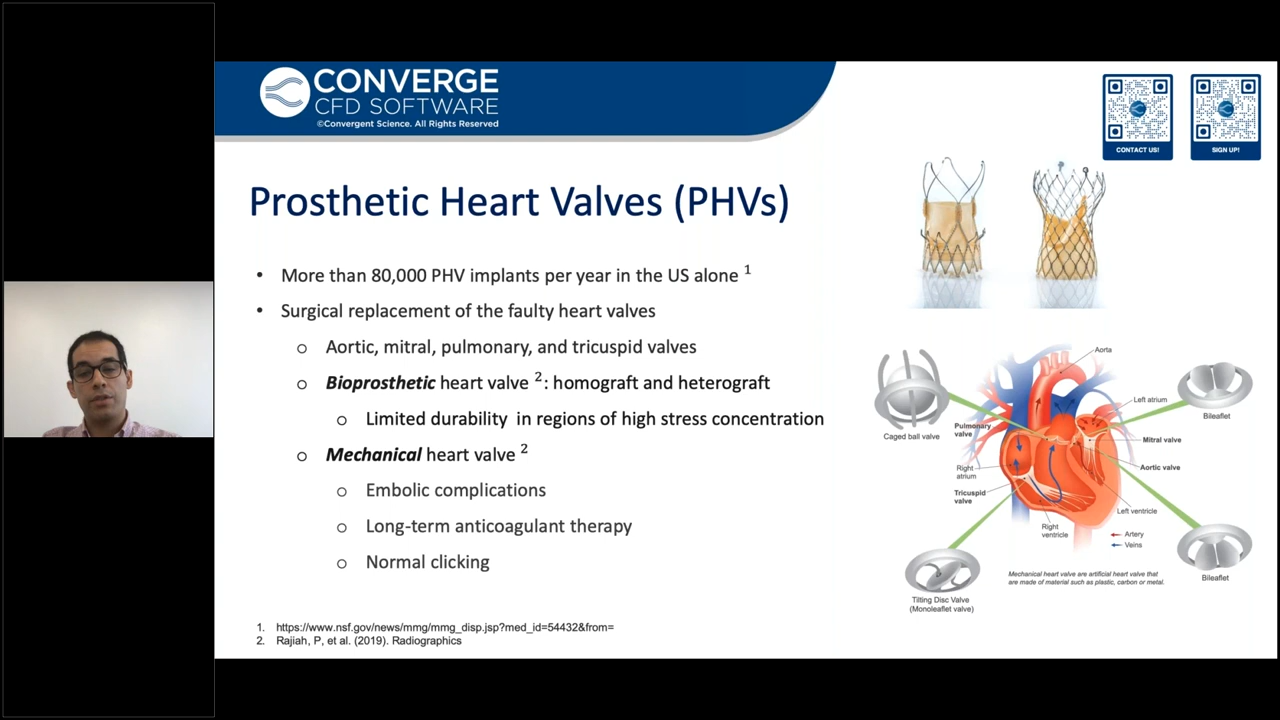 CONVERGE
CFD SOFTWARE
©Convergent Science. All Rights Reserved
CONTACT US!
SIGN UP!
Prosthetic Heart Valves (PHVs)
• More than 80,000 PHV implants per year in the US alone 1
• Surgical replacement of the faulty heart valves
o Aortic, mitral, pulmonary, and tricuspid valves
o Bioprosthetic heart valve 2: homograft and heterograft
o Limited durability in regions of high stress concentration
o Mechanical heart valve 2
o Embolic complications
o Long-term anticoagulant therapy
o Normal clicking
Aorta
Left atrium
Bileaflet
Caged ball valve
Pulmonary
valve
Mitral valve
Right
atrium
Aortic valve
Tricuspid
valve
Left ventricle
Right
ventricle
Artery
Veins
Bileaflet
Mechanical heart valve are artificial heart valve that
are made of material such as plastic, carbon or metal.
Tilting Disc Valve
(Monoleaflet valve)
1. https://www.nsf.gov/news/mmg/mmg_disp.jsp?med_id=54432&from=
2. Rajiah, P, et al. (2019). Radiographics